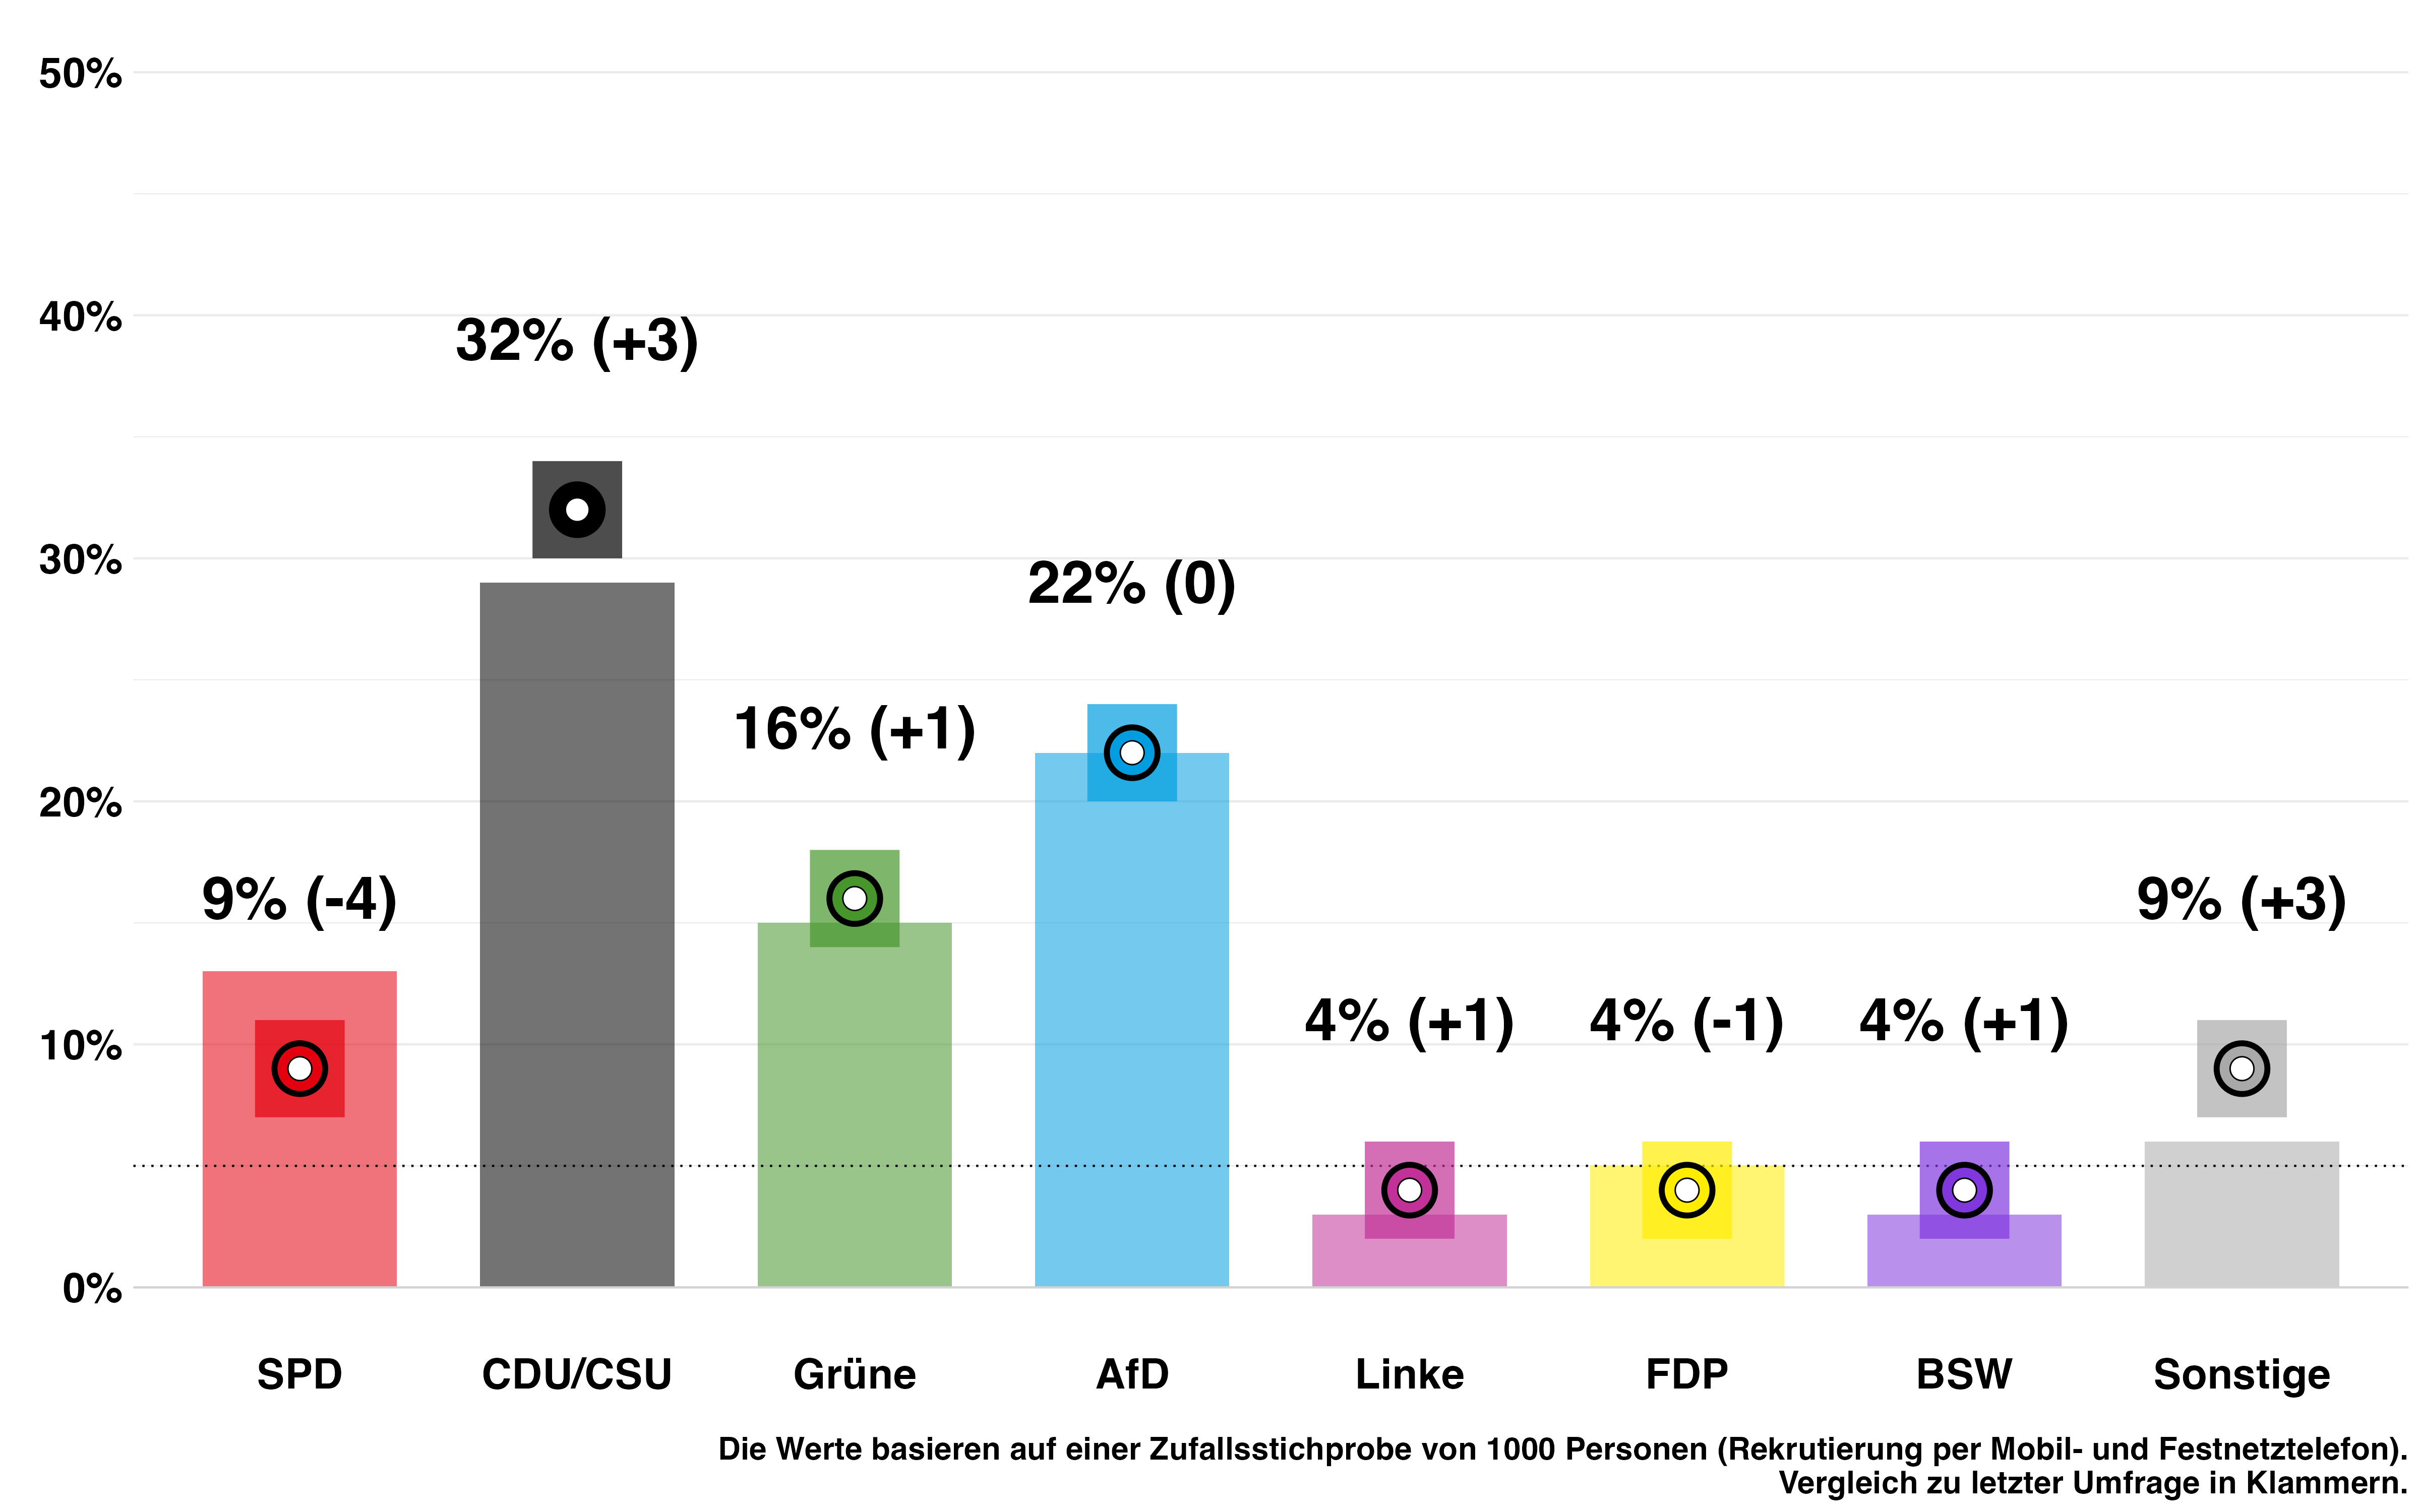 50%
40%
30%
20%
10%
0%
9% (-4)
32% (+3)
16% (+1)
22% (0)
4% (+1)
4% (-1)
4% (+1)
9% (+3)
SPD
CDU/CSU
Grüne
AfD
Linke
FDP
BSW
Sonstige
Die Werte basieren auf einer Zufallsstichprobe von 1000 Personen (Rekrutierung per Mobil- und Festnetztelefon).
Vergleich zu letzter Umfrage in Klammern.